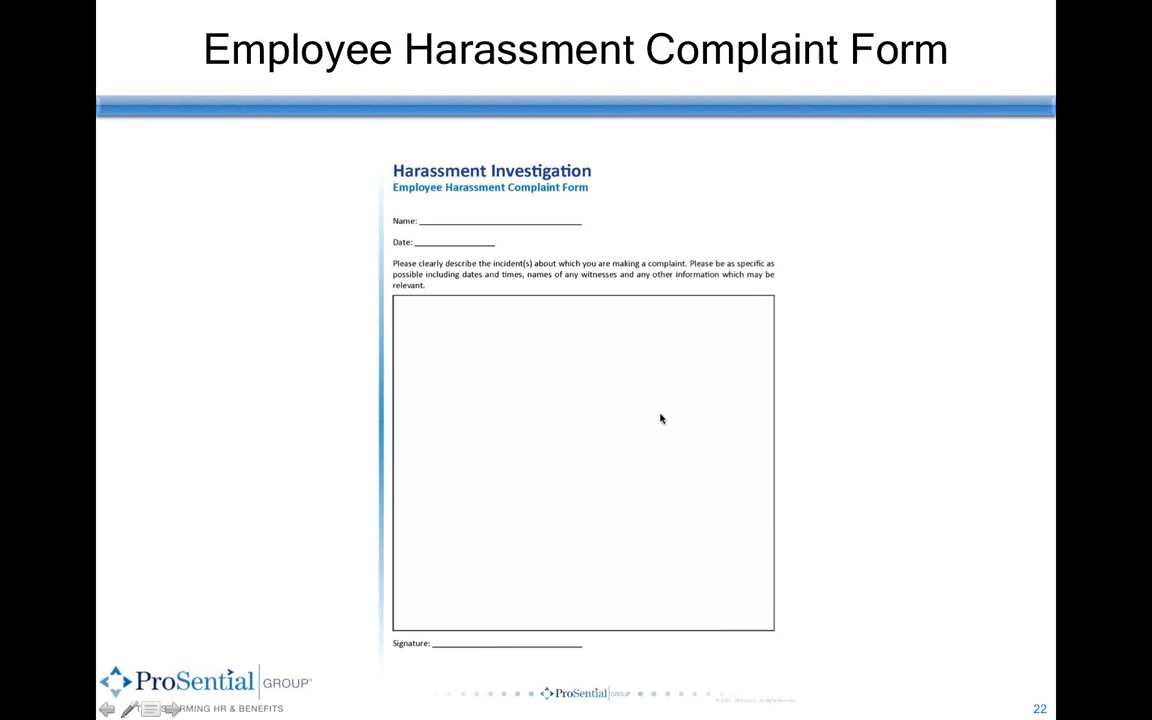 Employee Harassment Complaint Form
Harassment Investigation
Employee Harassment Complaint Form
Name:
Date:
Please clearly describe the incident(s) about which you are making a complaint. Please be as specific as
possible including dates and times, names of any witnesses and any other information which may be
relevant.
Signature:
ProSential GROUP™
RMING HR & BENEFITS
ProSential GROUP
22